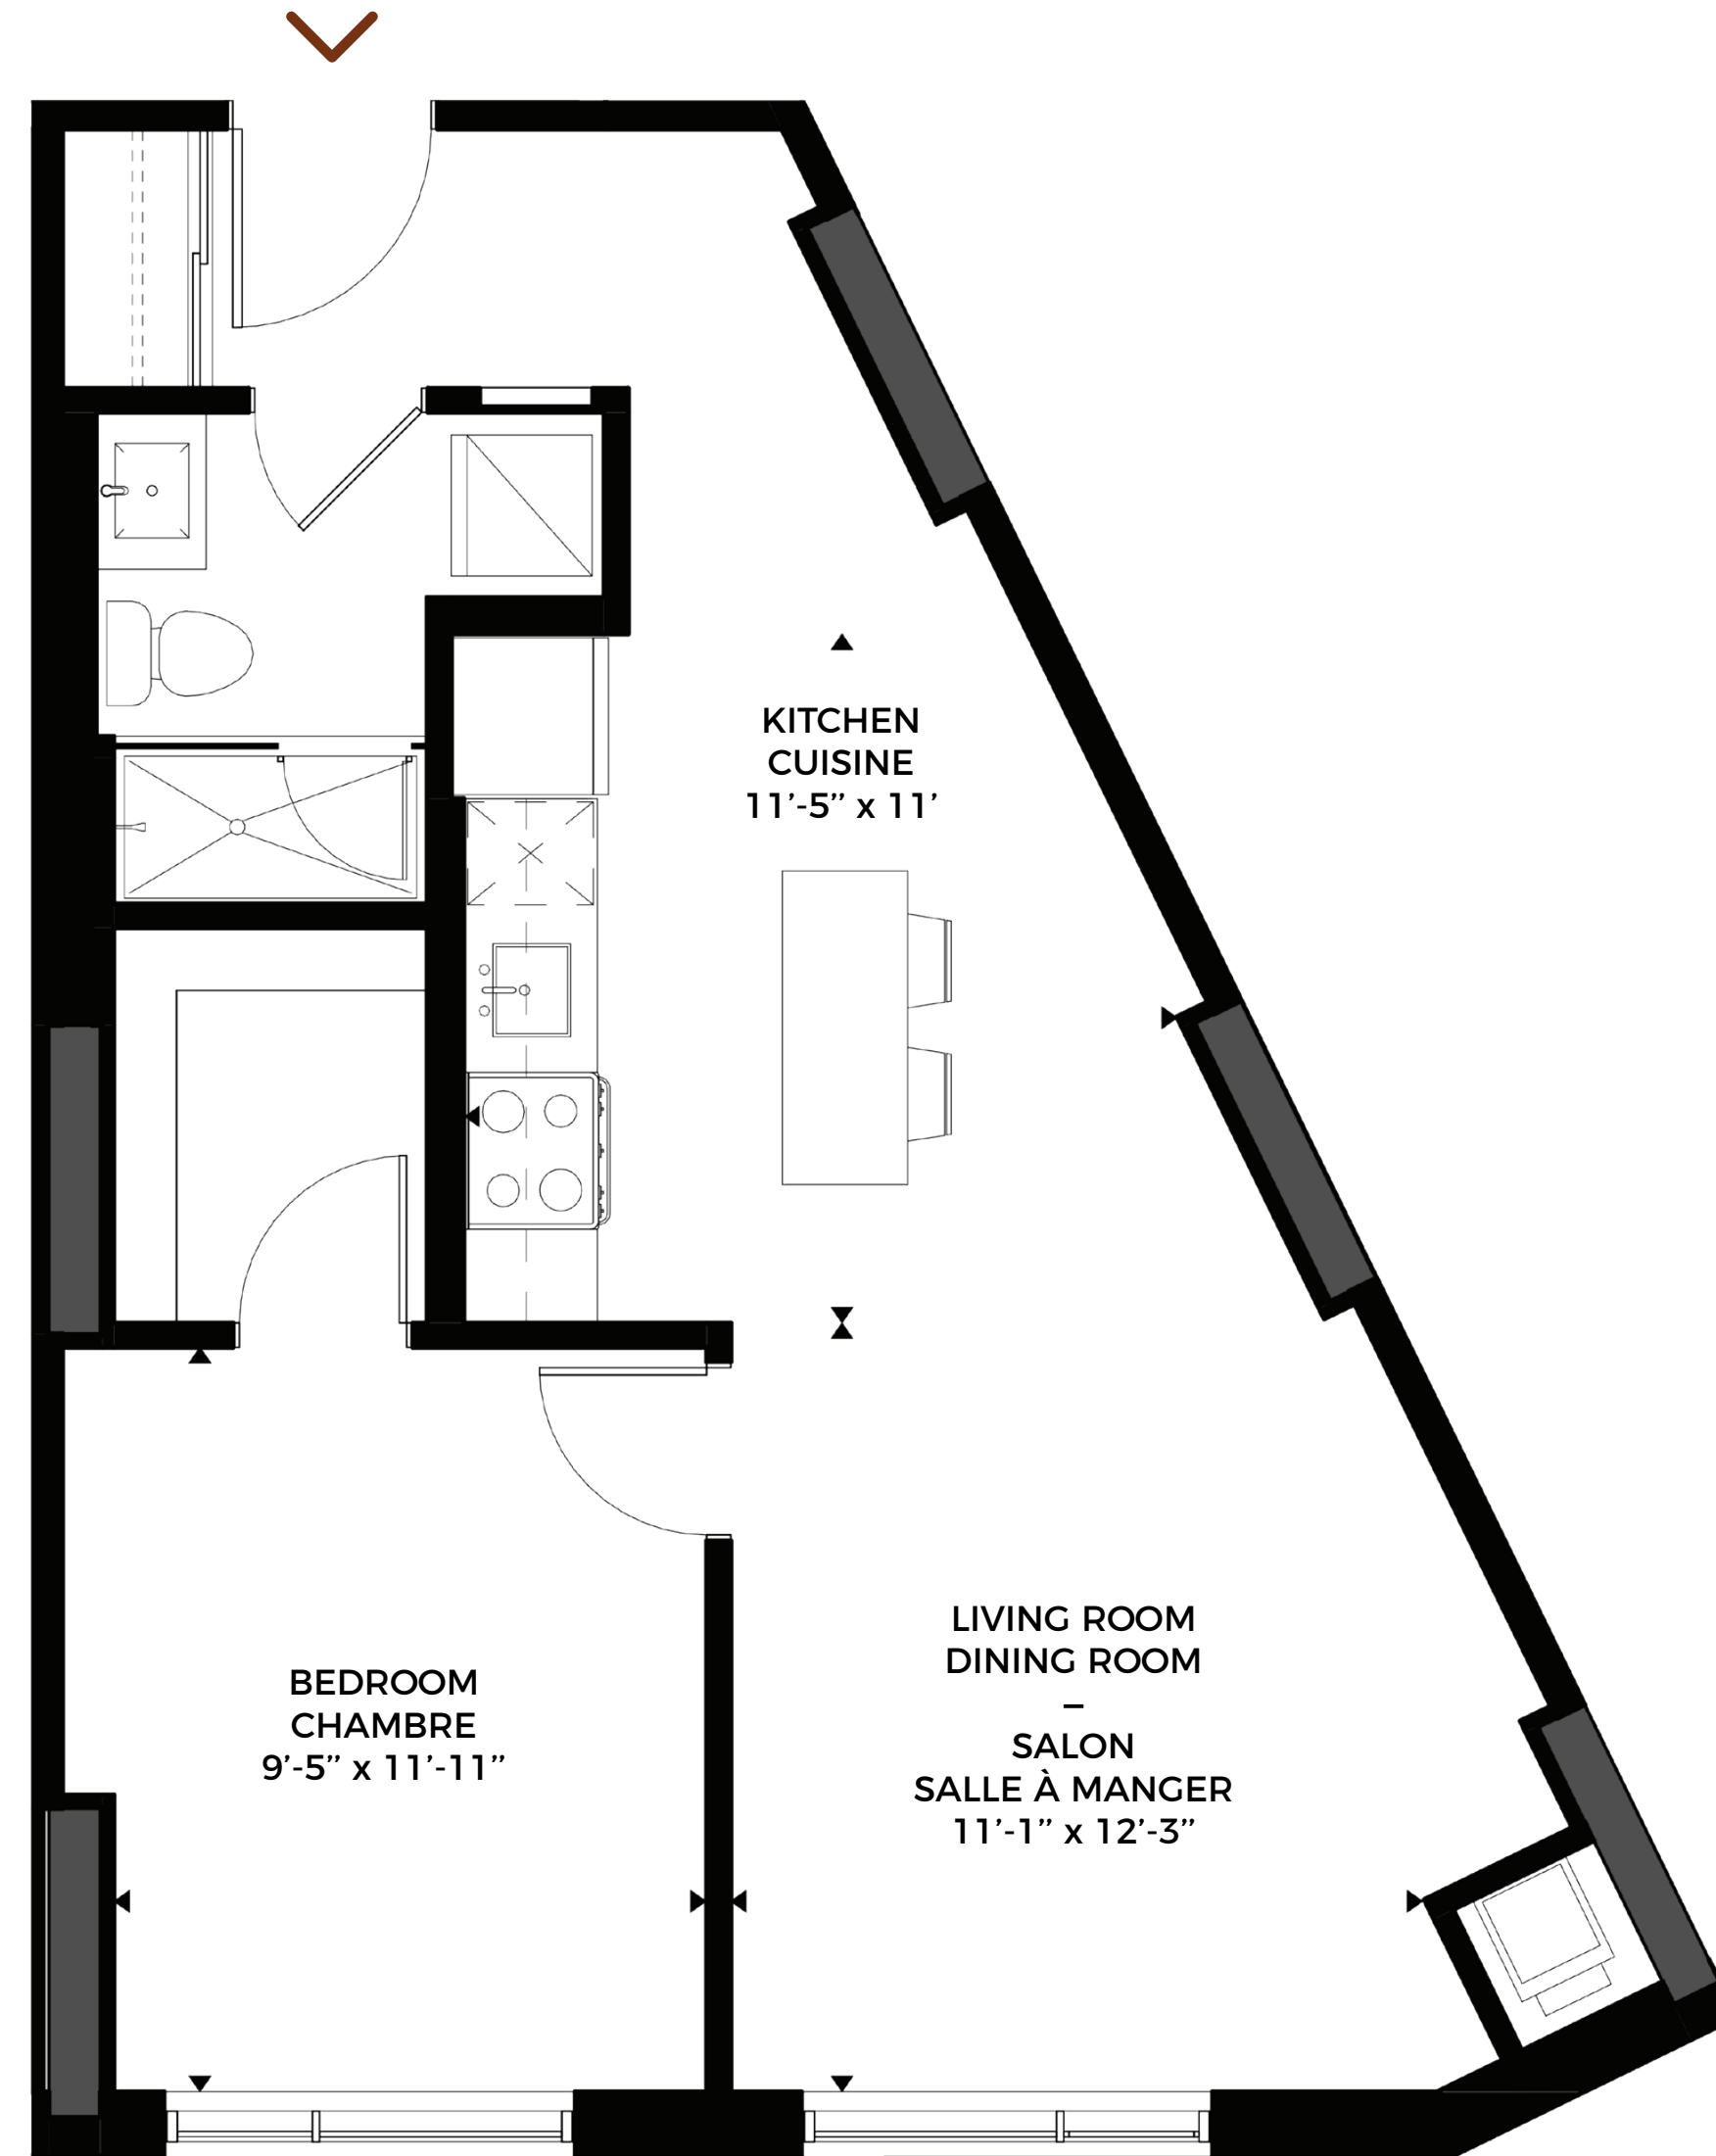 KITCHEN
CUISINE
11’-5” x 11’
LIVING ROOM
DINING ROOM
–
SALON
SALLE À MANGER
11’-1” x 12’-3”
BEDROOM
CHAMBRE
9’-5” x 11’-11”